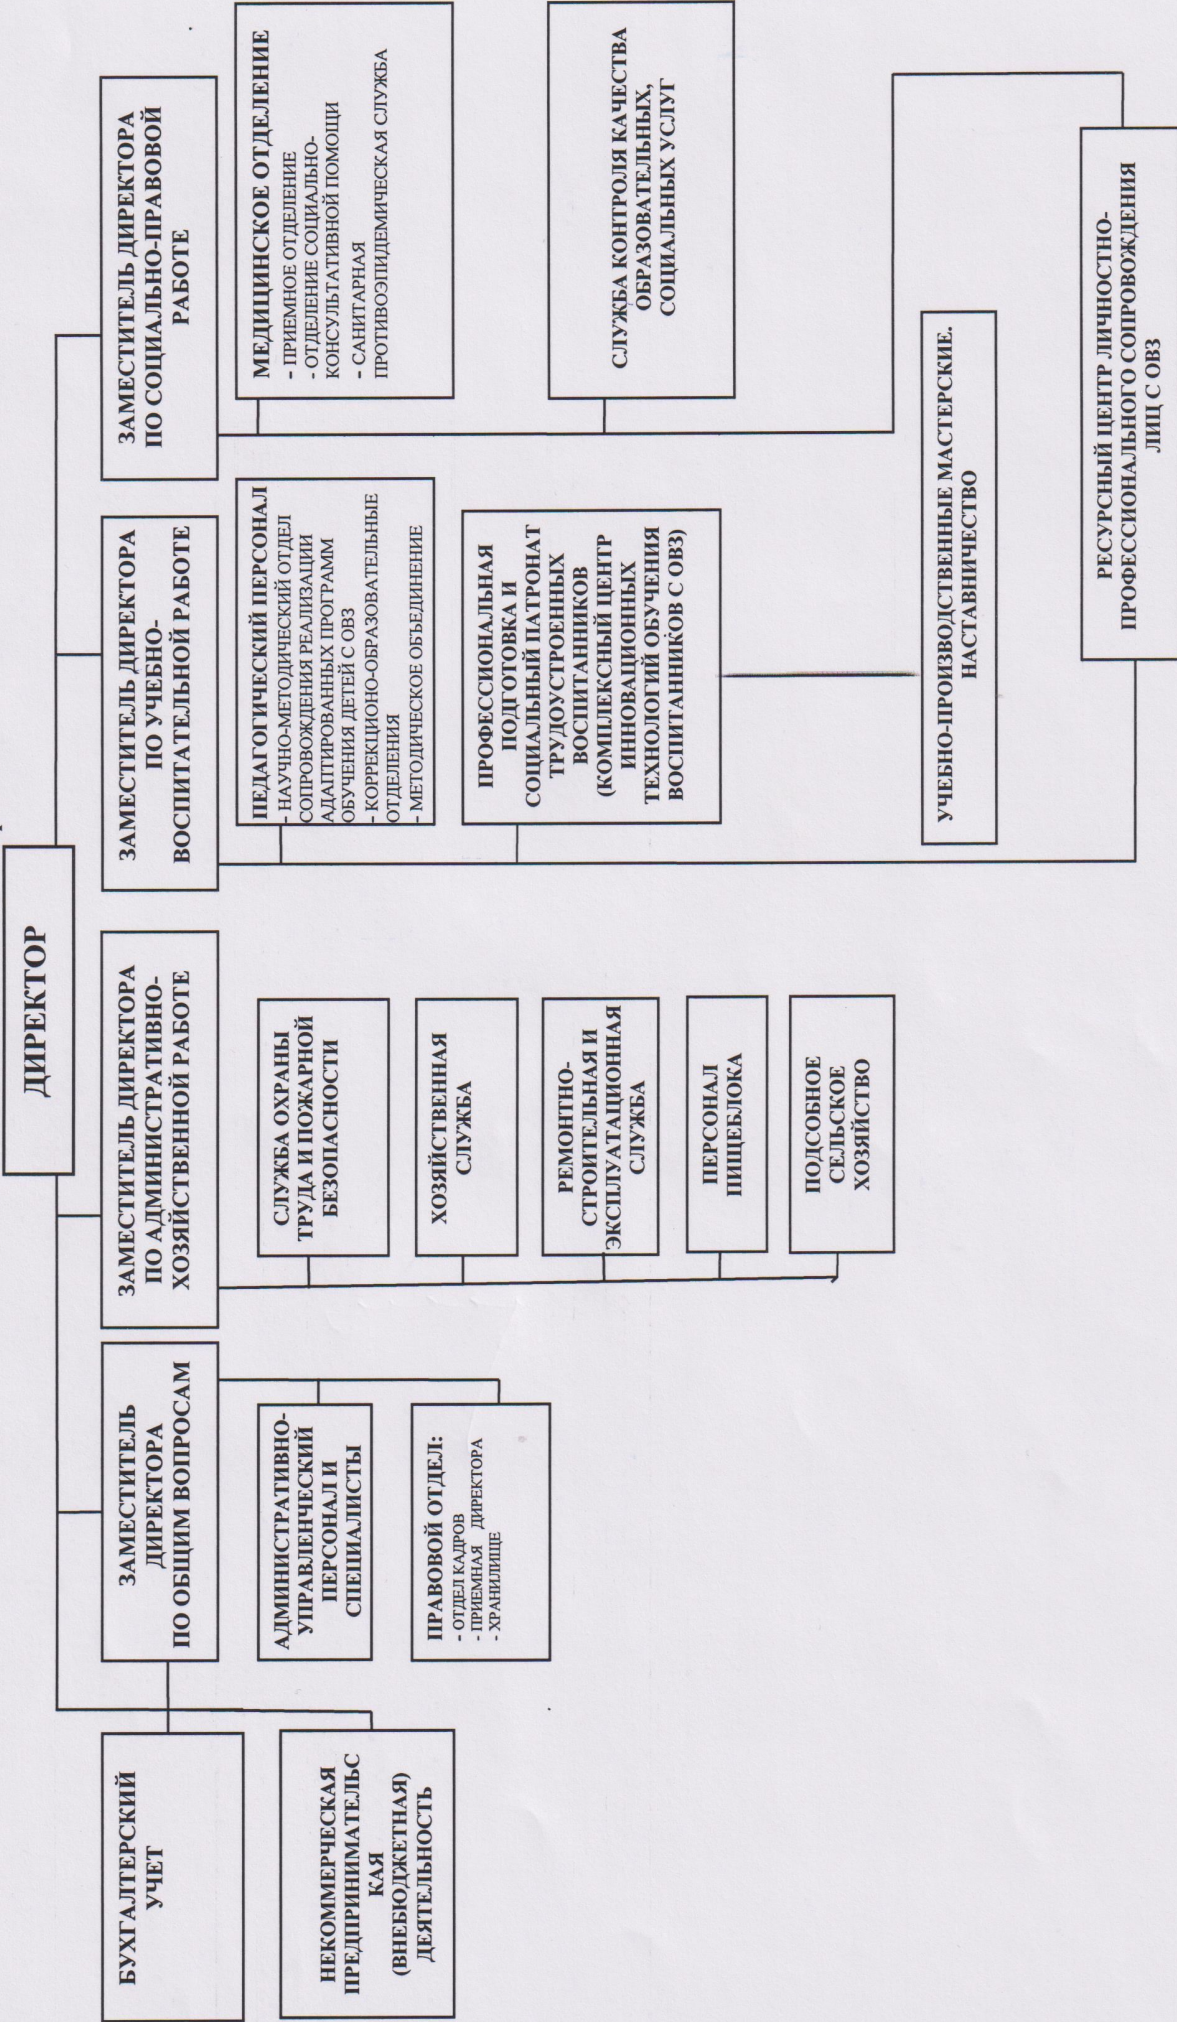 ДИРЕКТОР
БУХГАЛТЕРСКИЙ
УЧЕТ
НЕКОММЕРЧЕСКАЯ
ПРЕДПРИНИМАТЕЛЬС
КАЯ
(ВНЕБЮДЖЕТНАЯ)
ДЕЯТЕЛЬНОСТЬ
ЗАМЕСТИТЕЛЬ
ДИРЕКТОРА
ПО ОБЩИМ ВОПРОСАМ
АДМИНИСТРАТИВНО-
УПРАВЛЕНЧЕСКИЙ
ПЕРСОНАЛ И
СПЕЦИАЛИСТЫ
ПРАВОВОЙ ОТДЕЛ:
- ОТДЕЛ КАДРОВ
- ПРИЕМНАЯ ДИРЕКТОРА
- ХРАНИЛИЩЕ
ЗАМЕСТИТЕЛЬ ДИРЕКТОРА
ПО АДМИНИСТРАТИВНО-
ХОЗЯЙСТВЕННОЙ РАБОТЕ
СЛУЖБА ОХРАНЫ
ТРУДА И ПОЖАРНОЙ
БЕЗОПАСНОСТИ
ХОЗЯЙСТВЕННАЯ
СЛУЖБА
РЕМОНТНО-
СТРОИТЕЛЬНАЯ И
ЭКСПЛУАТАЦИОННАЯ
СЛУЖБА
ПЕРСОНАЛ
ПИЩЕБЛОКА
ПОДСОБНОЕ
СЕЛЬСКОЕ
ХОЗЯЙСТВО
ЗАМЕСТИТЕЛЬ ДИРЕКТОРА
ПО УЧЕБНО-
ВОСПИТАТЕЛЬНОЙ РАБОТЕ
ПЕДАГОГИЧЕСКИЙ ПЕРСОНАЛ
- НАУЧНО-МЕТОДИЧЕСКИЙ ОТДЕЛ
СОПРОВОЖДЕНИЯ РЕАЛИЗАЦИИ
АДАПТИРОВАННЫХ ПРОГРАММ
ОБУЧЕНИЯ ДЕТЕЙ С ОВЗ
- КОРРЕКЦИОНО-ОБРАЗОВАТЕЛЬНЫЕ
ОТДЕЛЕНИЯ
- МЕТОДИЧЕСКОЕ ОБЪЕДИНЕНИЕ
ПРОФЕССИОНАЛЬНАЯ
ПОДГОТОВКА И
СОЦИАЛЬНЫЙ ПАТРОНАТ
ТРУДОУСТРОЕННЫХ
ВОСПИТАННИКОВ
(КОМПЛЕКСНЫЙ ЦЕНТР
ИННОВАЦИОННЫХ
ТЕХНОЛОГИЙ ОБУЧЕНИЯ
ВОСПИТАННИКОВ С ОВЗ)
ЗАМЕСТИТЕЛЬ ДИРЕКТОРА
ПО СОЦИАЛЬНО-ПРАВОВОЙ
РАБОТЕ
МЕДИЦИНСКОЕ ОТДЕЛЕНИЕ
- ПРИЕМНОЕ ОТДЕЛЕНИЕ
- ОТДЕЛЕНИЕ СОЦИАЛЬНО-
КОНСУЛЬТАТИВНОЙ ПОМОЩИ
- САНИТАРНАЯ
ПРОТИВОЭПИДЕМИЧЕСКАЯ СЛУЖБА
СЛУЖБА КОНТРОЛЯ КАЧЕСТВА
ОБРАЗОВАТЕЛЬНЫХ,
СОЦИАЛЬНЫХ УСЛУГ
УЧЕБНО-ПРОИЗВОДСТВЕННЫЕ МАСТЕРСКИЕ.
НАСТАВНИЧЕСТВО
РЕСУРСНЫЙ ЦЕНТР ЛИЧНОСТНО-
ПРОФЕССИОНАЛЬНОГО СОПРОВОЖДЕНИЯ
ЛИЦ С ОВЗ